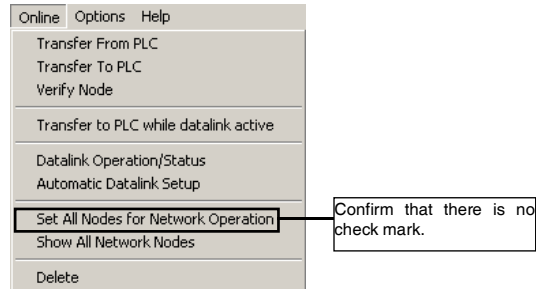 Online Options Help
Transfer From PLC
Transfer To PLC
Verify Node
Transfer to PLC while datalink active
Datalink Operation/Status
Automatic Datalink Setup
Set All Nodes for Network Operation
Confirm that there is no
check mark.
Show All Network Nodes
Delete